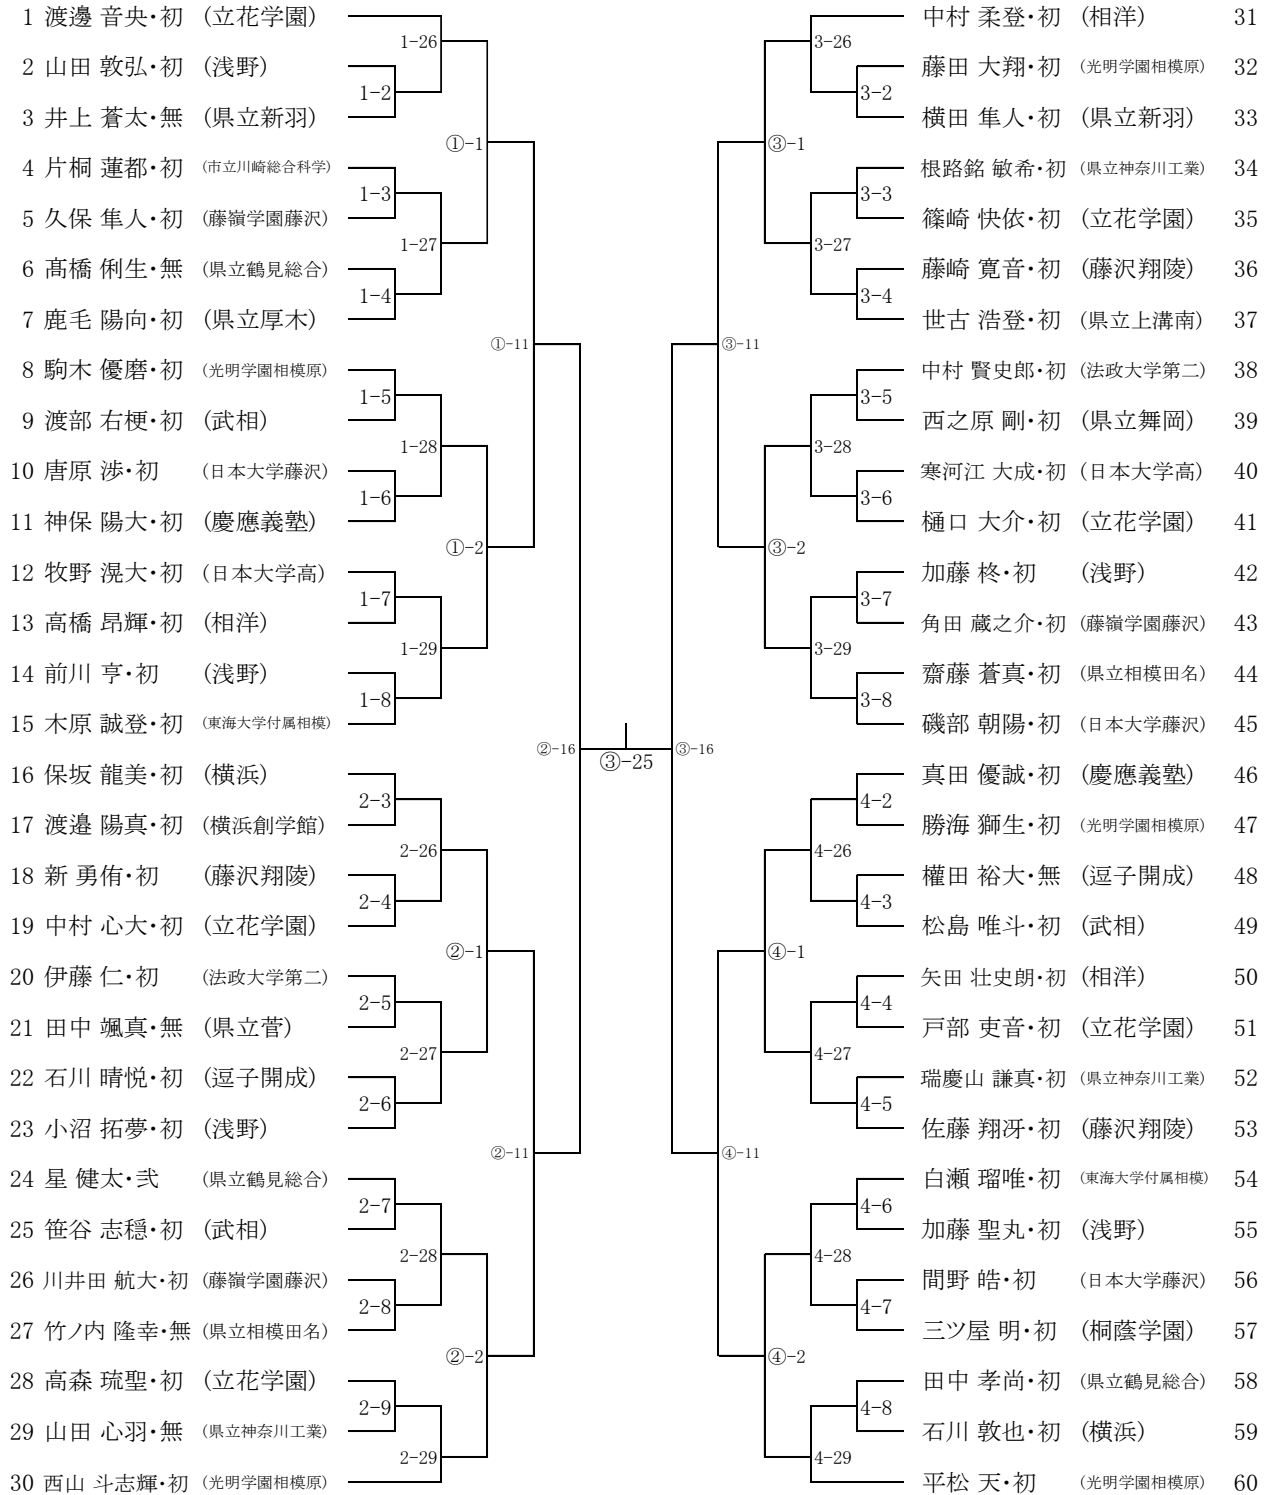 1 渡邊 音央・初 (立花学園)
1-26
2 山田 敦弘・初 (浅野)
1-2
3 井上 蒼太・無 (県立新羽)
①-1
4 片桐 蓮都・初 (市立川崎総合科学)
1-3
5 久保 隼人・初 (藤嶺学園藤沢)
1-27
6 髙橋 俐生・無 (県立鶴見総合)
1-4
7 鹿毛 陽向・初 (県立厚木)
①-11
8 駒木 優磨・初 (光明学園相模原)
1-5
9 渡部 右梗・初 (武相)
1-28
10 唐原 渉・初 (日本大学藤沢)
1-6
11 神保 陽大・初 (慶應義塾)
①-2
12 牧野 滉大・初 (日本大学高)
1-7
13 高橋 昂輝・初 (相洋)
1-29
14 前川 亨・初 (浅野)
1-8
15 木原 誠登・初 (東海大学付属相模)
②-16
16 保坂 龍美・初 (横浜)
2-3
17 渡邉 陽真・初 (横浜創学館)
2-26
18 新 勇侑・初 (藤沢翔陵)
2-4
19 中村 心大・初 (立花学園)
②-1
20 伊藤 仁・初 (法政大学第二)
2-5
21 田中 颯真・無 (県立菅)
2-27
22 石川 晴悦・初 (逗子開成)
2-6
23 小沼 拓夢・初 (浅野)
②-11
24 星 健太・弐 (県立鶴見総合)
2-7
25 笹谷 志穏・初 (武相)
2-28
26 川井田 航大・初 (藤嶺学園藤沢)
2-8
27 竹ノ内 隆幸・無 (県立相模田名)
②-2
28 高森 琉聖・初 (立花学園)
2-9
29 山田 心羽・無 (県立神奈川工業)
2-29
30 西山 斗志輝・初 (光明学園相模原)
③-25
中村 柔登・初 (相洋) 31
3-26
藤田 大翔・初 (光明学園相模原) 32
3-2
横田 隼人・初 (県立新羽) 33
③-1
根路銘 敏希・初 (県立神奈川工業) 34
3-3
篠崎 快依・初 (立花学園) 35
3-27
藤崎 寛音・初 (藤沢翔陵) 36
3-4
世古 浩登・初 (県立上溝南) 37
③-11
中村 賢史郎・初 (法政大学第二) 38
3-5
西之原 剛・初 (県立舞岡) 39
3-28
寒河江 大成・初 (日本大学高) 40
3-6
樋口 大介・初 (立花学園) 41
③-2
加藤 柊・初 (浅野) 42
3-7
角田 蔵之介・初 (藤嶺学園藤沢) 43
3-29
齋藤 蒼真・初 (県立相模田名) 44
3-8
磯部 朝陽・初 (日本大学藤沢) 45
③-16
真田 優誠・初 (慶應義塾) 46
4-2
勝海 獅生・初 (光明学園相模原) 47
4-26
權田 裕大・無 (逗子開成) 48
4-3
松島 唯斗・初 (武相) 49
④-1
矢田 壮史朗・初 (相洋) 50
4-4
戸部 吏音・初 (立花学園) 51
4-27
瑞慶山 謙真・初 (県立神奈川工業) 52
4-5
佐藤 翔冴・初 (藤沢翔陵) 53
④-11
白瀬 瑠唯・初 (東海大学付属相模) 54
4-6
加藤 聖丸・初 (浅野) 55
4-28
間野 皓・初 (日本大学藤沢) 56
4-7
三ツ屋 明・初 (桐蔭学園) 57
④-2
田中 孝尚・初 (県立鶴見総合) 58
4-8
石川 敦也・初 (横浜) 59
4-29
平松 天・初 (光明学園相模原) 60